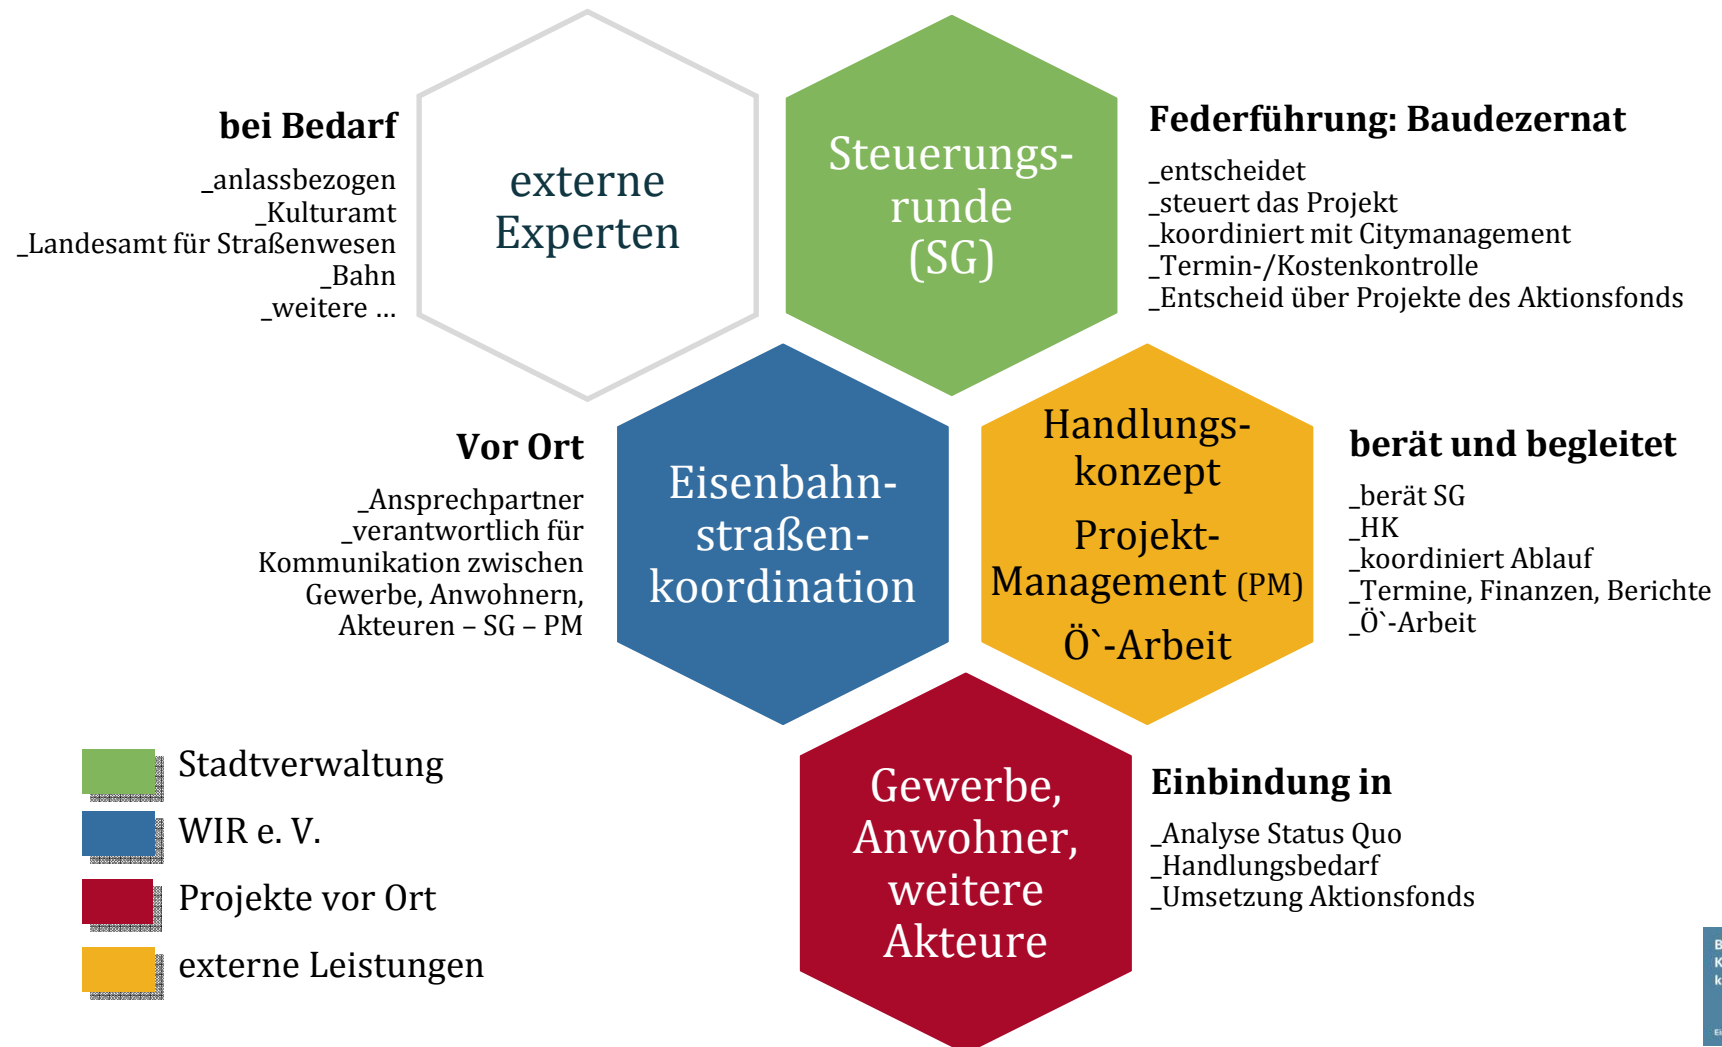 bei Bedarf
_anlassbezogen
_Kulturamt
_Landesamt für Straßenwesen
_Bahn
_weitere ...
externe
Experten
Steuerungs-
runde
(SG)
Federführung: Baudezernat
_entscheidet
_steuert das Projekt
_koordiniert mit Citymanagement
_Termin-/Kostenkontrolle
_Entscheid über Projekte des Aktionsfonds
Vor Ort
_Ansprechpartner
_verantwortlich für
Kommunikation zwischen
Gewerbe, Anwohnern,
Akteuren – SG – PM
Eisenbahn-
straßen-
koordination
Handlungs-
konzept
Projekt-
Management (PM)
Ö`-Arbeit
berät und begleitet
_berät SG
_HK
_koordiniert Ablauf
_Termine, Finanzen, Berichte
_Ö`-Arbeit
Stadtverwaltung
WIR e. V.
Projekte vor Ort
externe Leistungen
Gewerbe,
Anwohner,
weitere
Akteure
Einbindung in
_Analyse Status Quo
_Handlungsbedarf
_Umsetzung Aktionsfonds